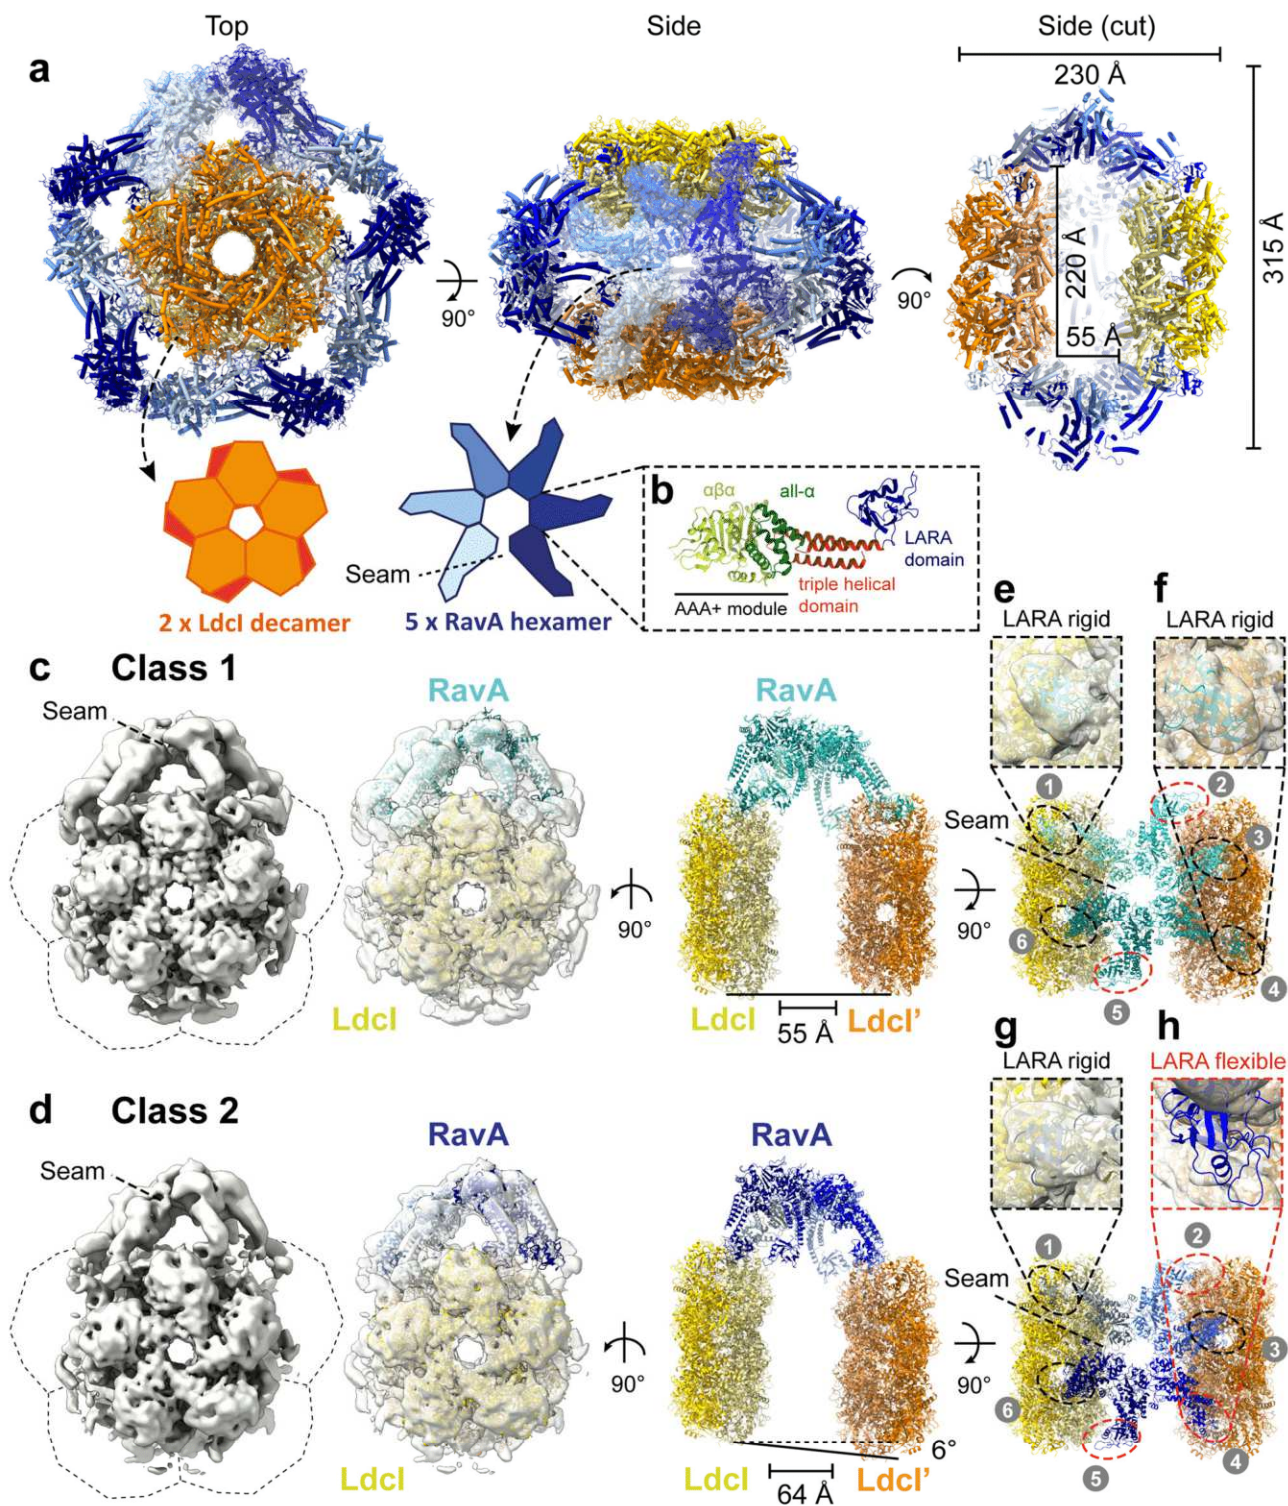 Top
Side
Side (cut)
a
230 Å
220 Å
315 Å
55 Å
90°
90°
b
αβα
all-α
LARA
domain
triple helical
domain
AAA+ module
Seam
2 x LdcI decamer
5 x RavA hexamer
c Class 1
Seam
RavA
RavA
LdcI
90°
LdcI
LdcI’
55 Å
90°
e
LARA rigid
f
LARA rigid
1
2
Seam
3
6
4
5
d Class 2
Seam
RavA
RavA
LdcI
90°
LdcI
LdcI’
6°
64 Å
90°
g
LARA rigid
h
LARA flexible
1
2
Seam
3
6
4
5